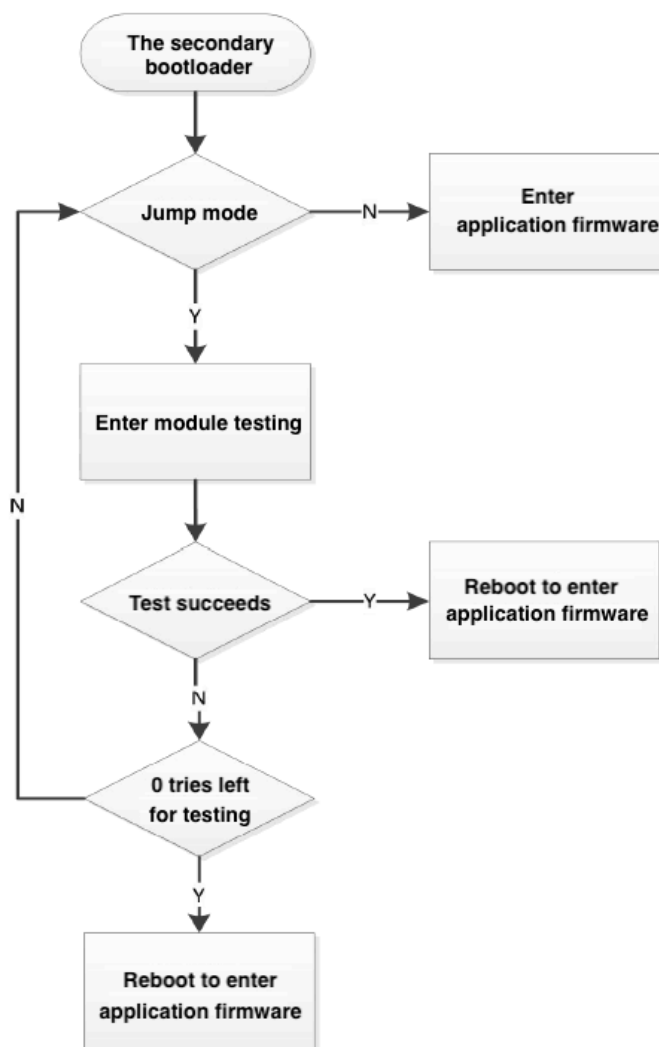 The secondary
bootloader
Jump mode
N
Enter
application firmware
Y
Enter module testing
N
Test succeeds
Y
Reboot to enter
application firmware
N
0 tries left
for testing
Y
Reboot to enter
application firmware